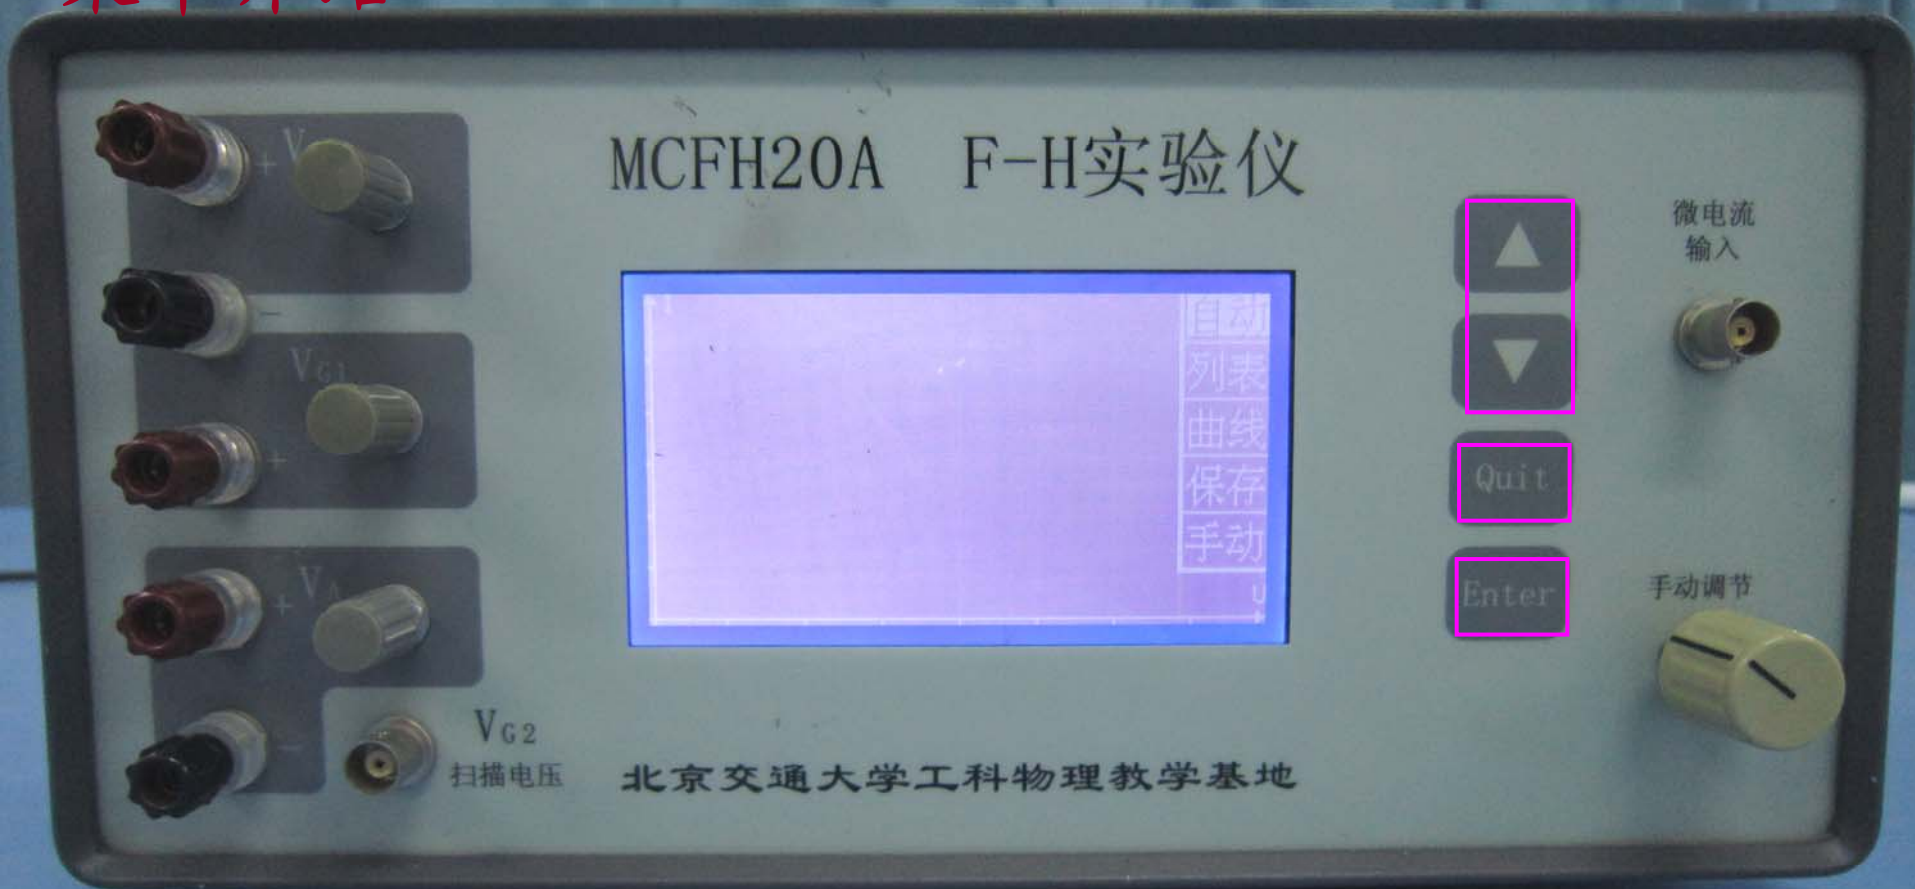 MCFH20A F-H实验仪
+ V
-
VG1
+
+ VA
-
VG2
扫描电压
自动
列表
曲线
保存
手动
U
▲
▼
Quit
Enter
微电流
输入
手动调节
北京交通大学工科物理教学基地